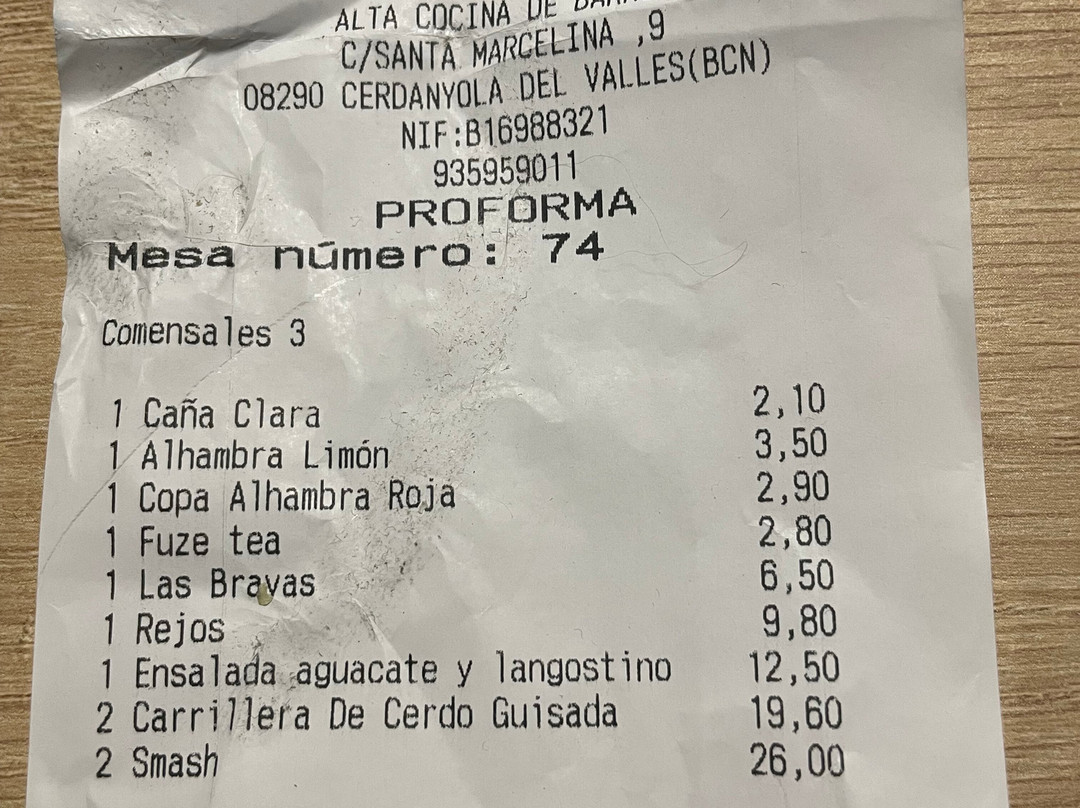 ALTA COCINA DE
C/SANTA MARCELINA ,9
08290 CERDANYOLA DEL VALLES(BCN)
NIF:B16988321
935959011
PROFORMA
Mesa número: 74
Comensales 3
1 Caña Clara 2,10
1 Alhambra Limón 3,50
1 Copa Alhambra Roja 2,90
1 Fuze tea 2,80
1 Las Bravas 6,50
1 Rejos 9,80
1 Ensalada aguacate y langostino 12,50
2 Carrillera De Cerdo Guisada 19,60
2 Smash 26,00